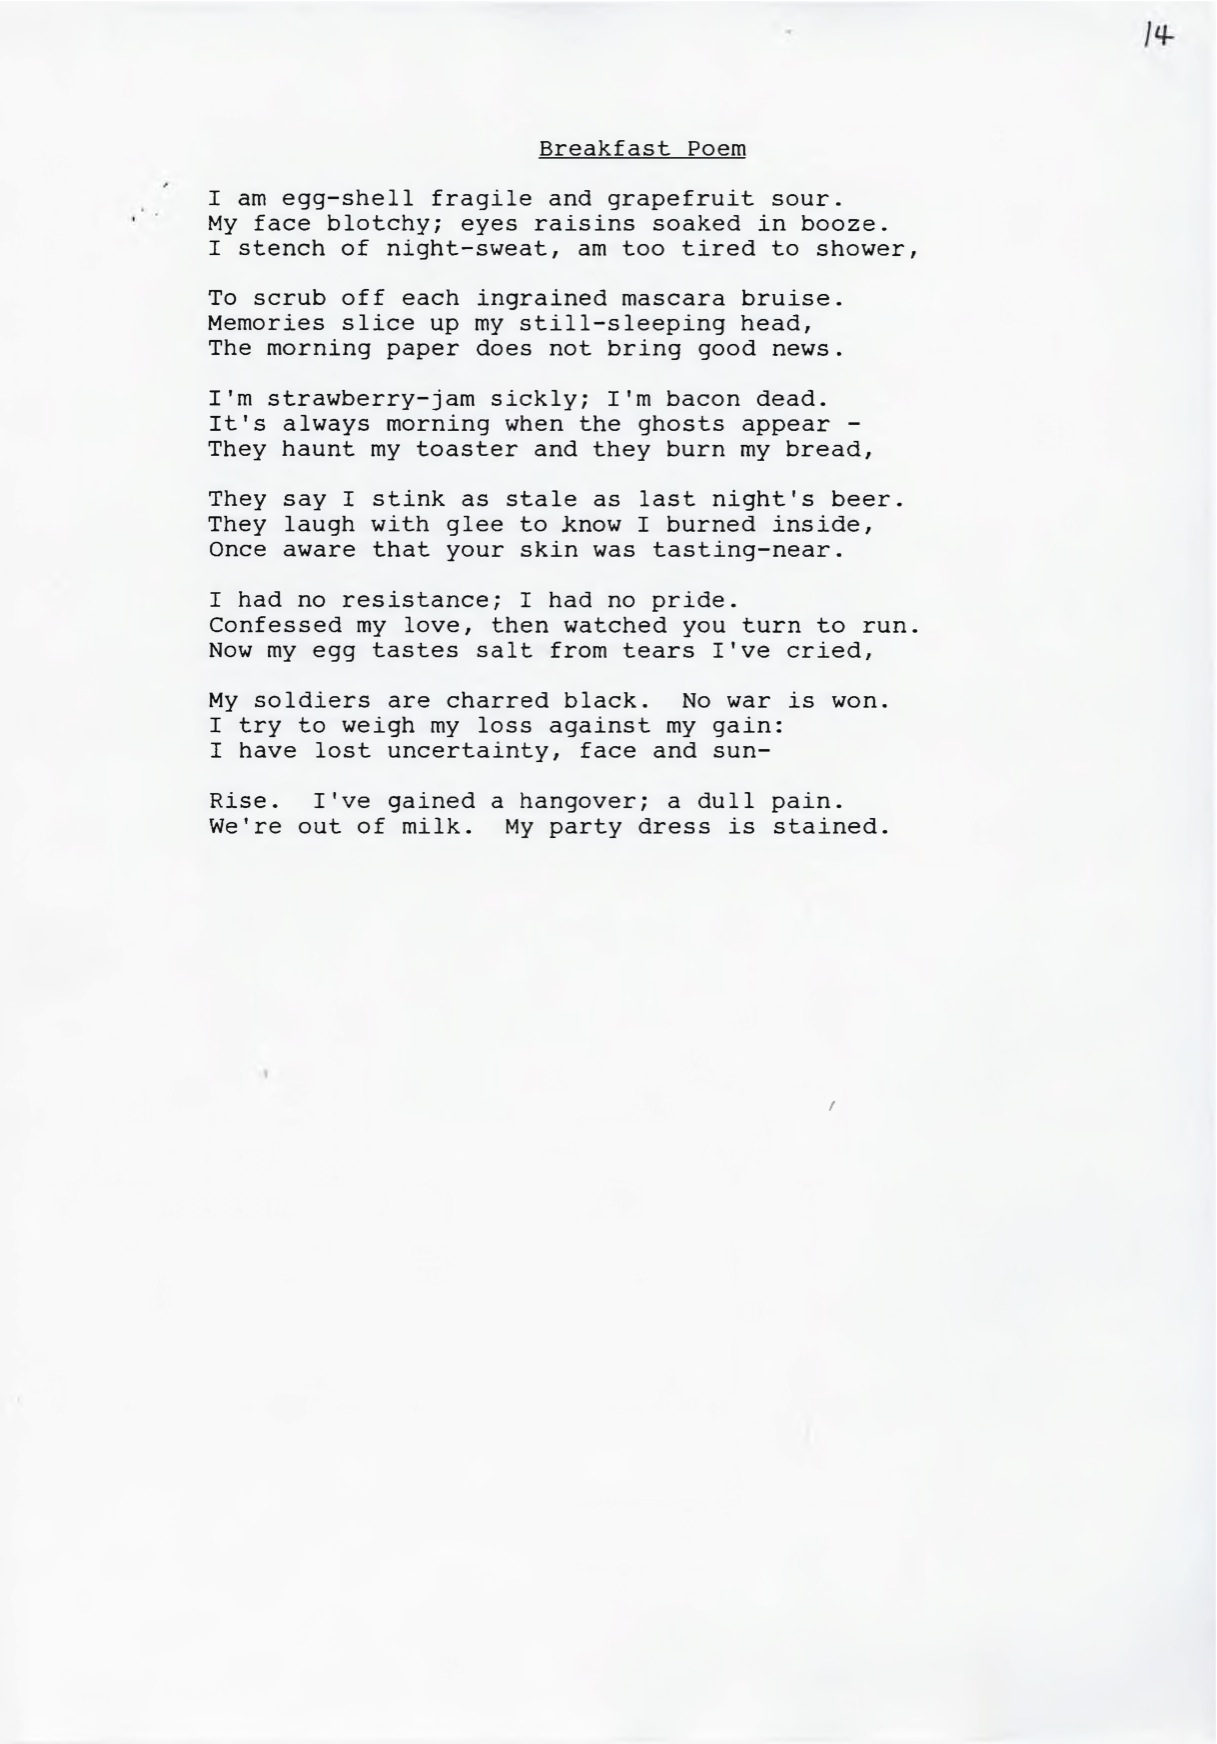 14
Breakfast Poem
I am egg-shell fragile and grapefruit sour.
My face blotchy; eyes raisins soaked in booze.
I stench of night-sweat, am too tired to shower,
To scrub off each ingrained mascara bruise.
Memories slice up my still-sleeping head,
The morning paper does not bring good news.
I'm strawberry-jam sickly; I'm bacon dead.
It's always morning when the ghosts appear -
They haunt my toaster and they burn my bread,
They say I stink as stale as last night's beer.
They laugh with glee to know I burned inside,
Once aware that your skin was tasting-near.
I had no resistance; I had no pride.
Confessed my love, then watched you turn to run.
Now my egg tastes salt from tears I've cried,
My soldiers are charred black.  No war is won.
I try to weigh my loss against my gain:
I have lost uncertainty, face and sun-
Rise.  I've gained a hangover; a dull pain.
We're out of milk.  My party dress is stained.